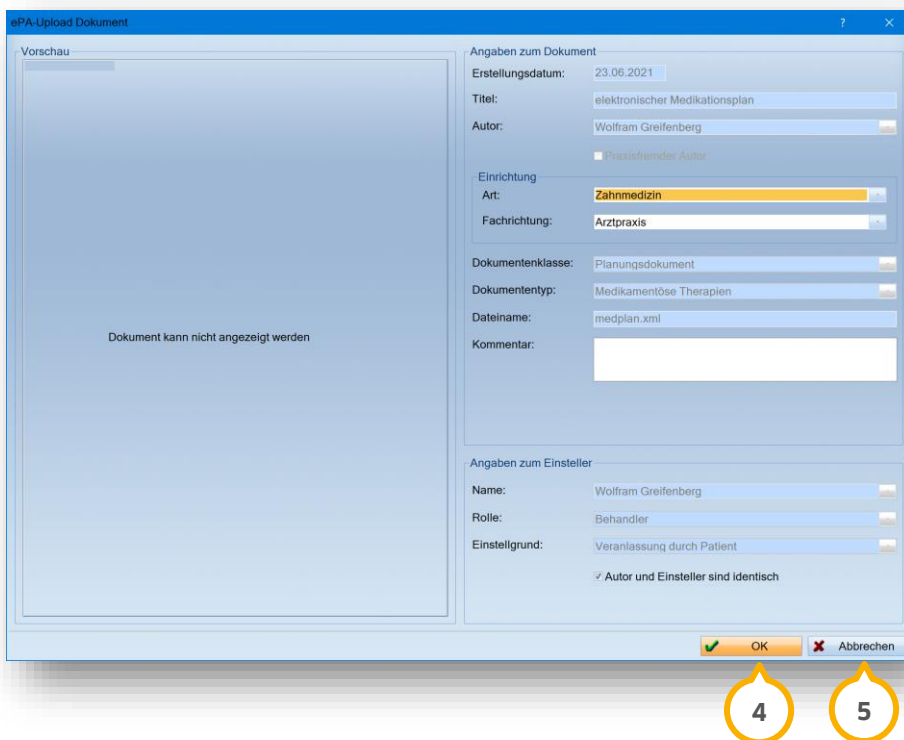 ePA-Upload Dokument ? ×
Vorschau
Dokument kann nicht angezeigt werden
Angaben zum Dokument
Erstellungsdatum: 23.06.2021
Titel: elektronischer Medikationsplan
Autor: Wolfram Greifenberg
Praxisfremder Autor
Einrichtung
Art: Zahnmedizin
Fachrichtung: Arztpraxis
Dokumentenklasse: Planungsdokument
Dokumententyp: Medikamentöse Therapien
Dateiname: medplan.xml
Kommentar:
Angaben zum Einsteller
Name: Wolfram Greifenberg
Rolle: Behandler
Einstellgrund: Veranlassung durch Patient
Autor und Einsteller sind identisch
OK Abbrechen
4 5